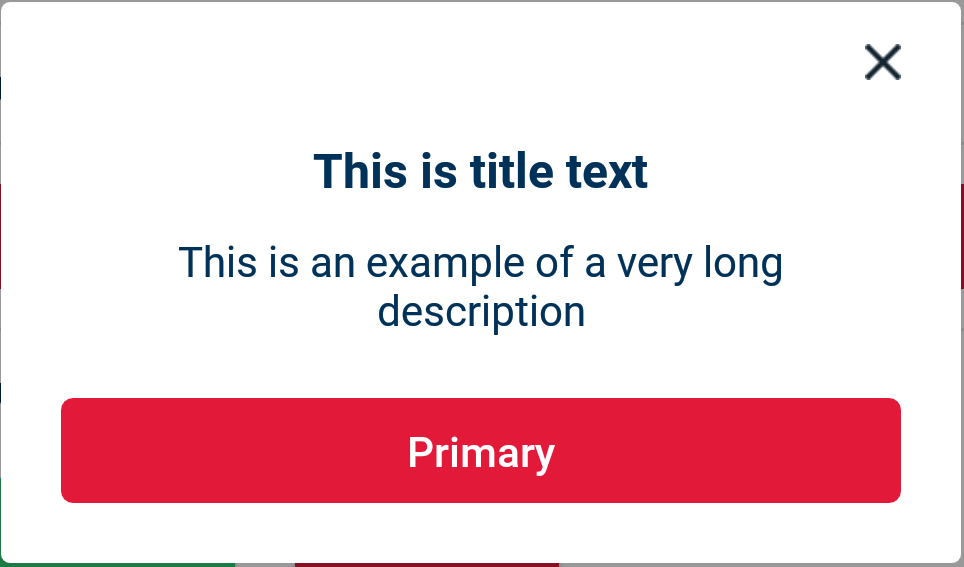 This is title text
This is an example of a very long
description
Primary